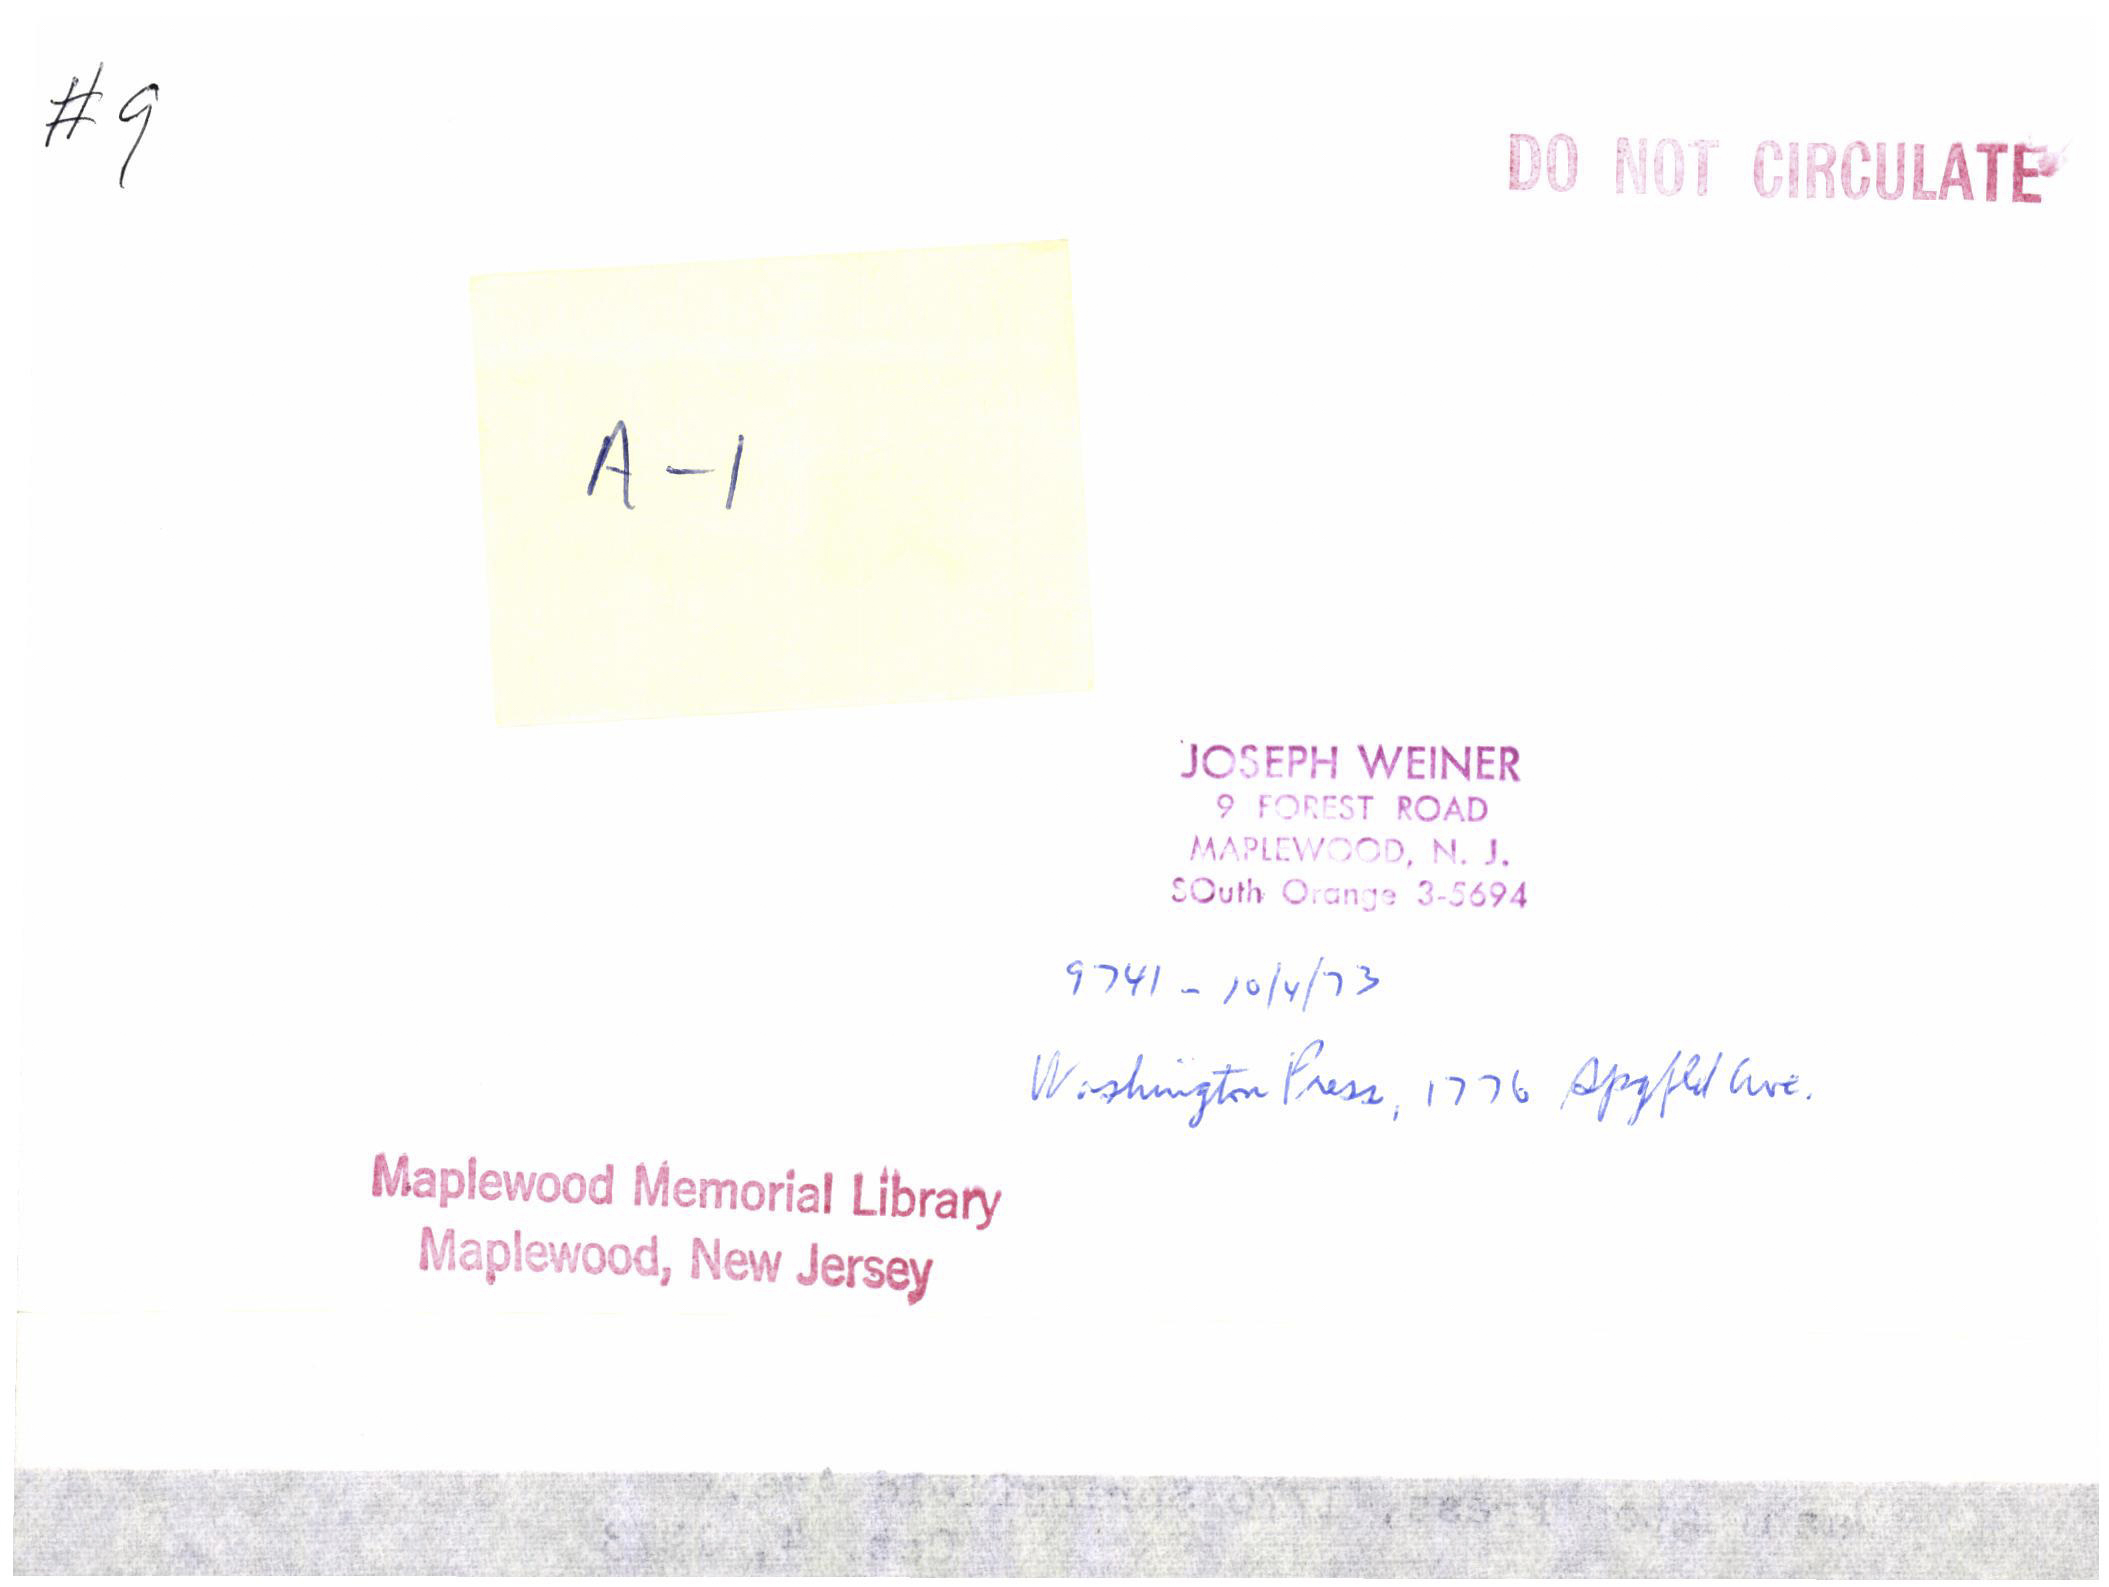 #9
DO NOT CIRCULATE
A-1
JOSEPH WEINER
9 FOREST ROAD
MAPLEWOOD, N. J.
SOuth Orange 3-5694
9741 - 10/4/73
Washington Press, 1776 Spgfld Ave.
Maplewood Memorial Library
Maplewood, New Jersey